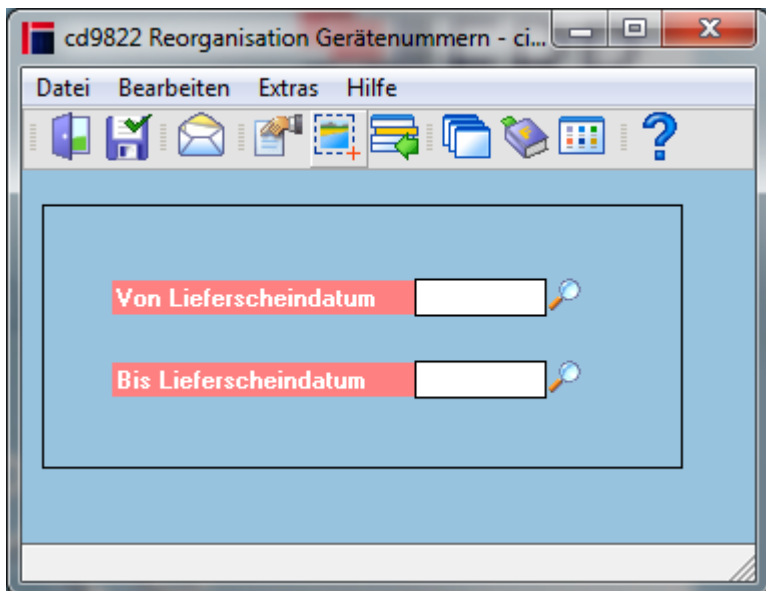 cd9822 Reorganisation Gerätenummern - ci...
Datei Bearbeiten Extras Hilfe
Von Lieferscheindatum
Bis Lieferscheindatum